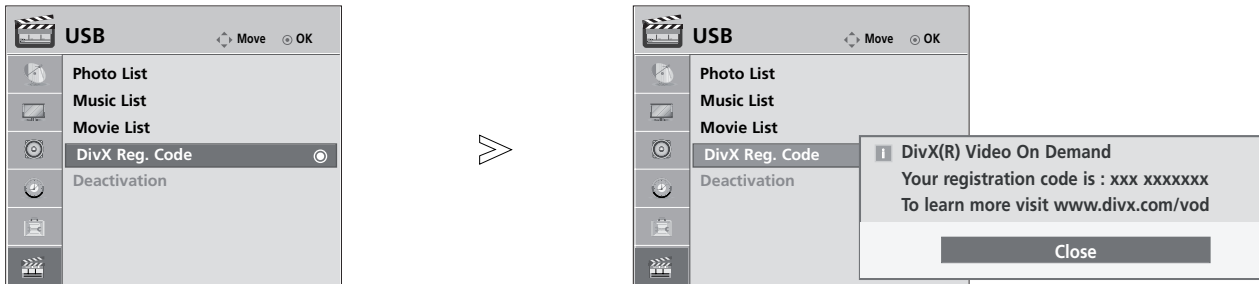 USB
Move
OK
Photo List
Music List
Movie List
DivX Reg. Code
Deactivation
USB
Move
OK
Photo List
Music List
Movie List
DivX Reg. Code
Deactivation
i DivX(R) Video On Demand
Your registration code is : xxx xxxxxxx
To learn more visit www.divx.com/vod
Close